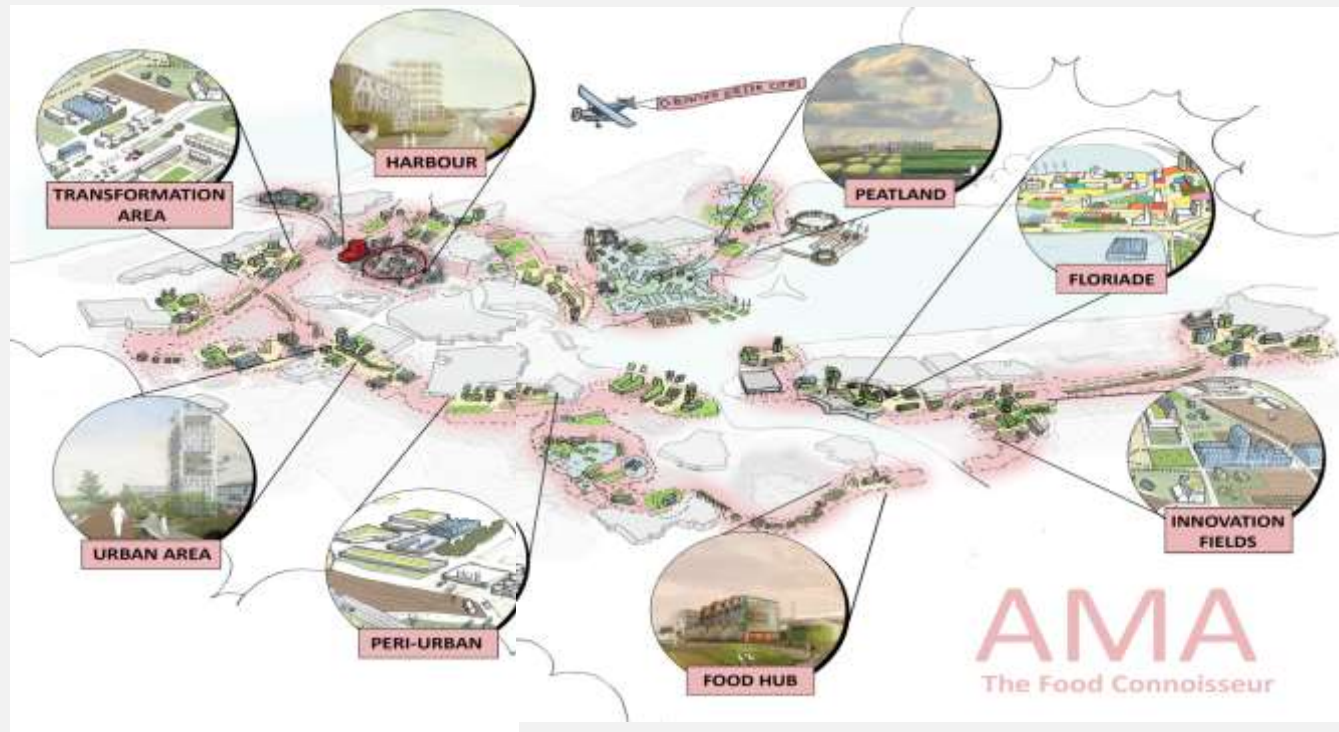 HARBOUR
TRANSFORMATION
AREA
PEATLAND
FLORIADE
URBAN AREA
INNOVATION
FIELDS
PERI-URBAN
FOOD HUB
AMA
The Food Connoisseur